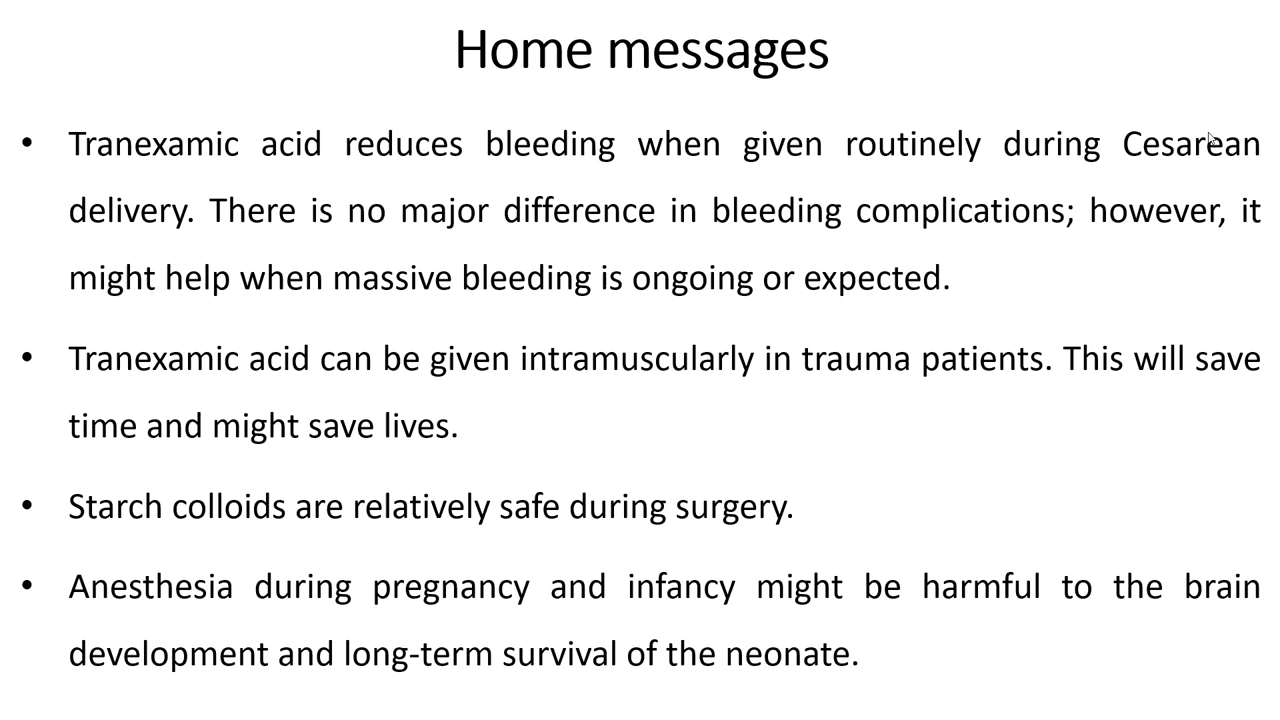 Home messages
• Tranexamic acid reduces bleeding when given routinely during Cesarean
delivery. There is no major difference in bleeding complications; however, it
might help when massive bleeding is ongoing or expected.
• Tranexamic acid can be given intramuscularly in trauma patients. This will save
time and might save lives.
• Starch colloids are relatively safe during surgery.
• Anesthesia during pregnancy and infancy might be harmful to the brain
development and long-term survival of the neonate.